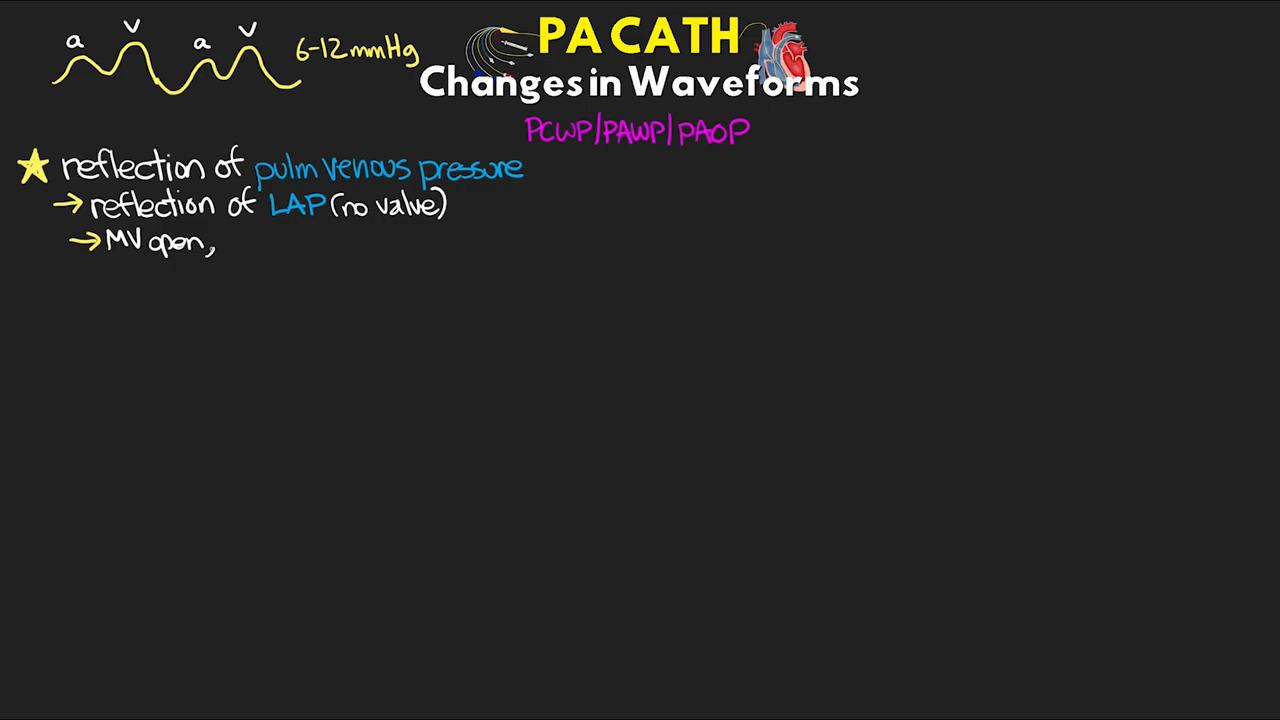 a v a v
6-12mmHg
PA CATH
Changes in Waveforms
PCWP/PAWP/PAOP
reflection of pulm venous pressure
→ reflection of LAP (no valve)
→ MV open,